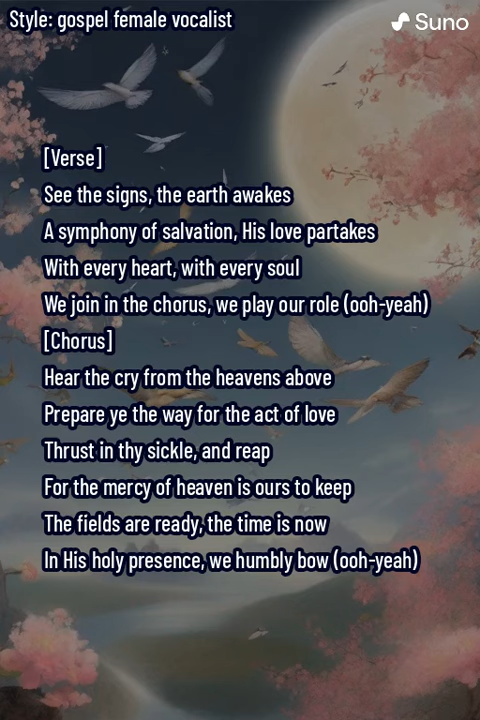 Style: gospel female vocalist
Suno
[Verse]
See the signs, the earth awakes
A symphony of salvation, His love partakes
With every heart, with every soul
We join in the chorus, we play our role (ooh-yeah)
[Chorus]
Hear the cry from the heavens above
Prepare ye the way for the act of love
Thrust in thy sickle, and reap
For the mercy of heaven is ours to keep
The fields are ready, the time is now
In His holy presence, we humbly bow (ooh-yeah)